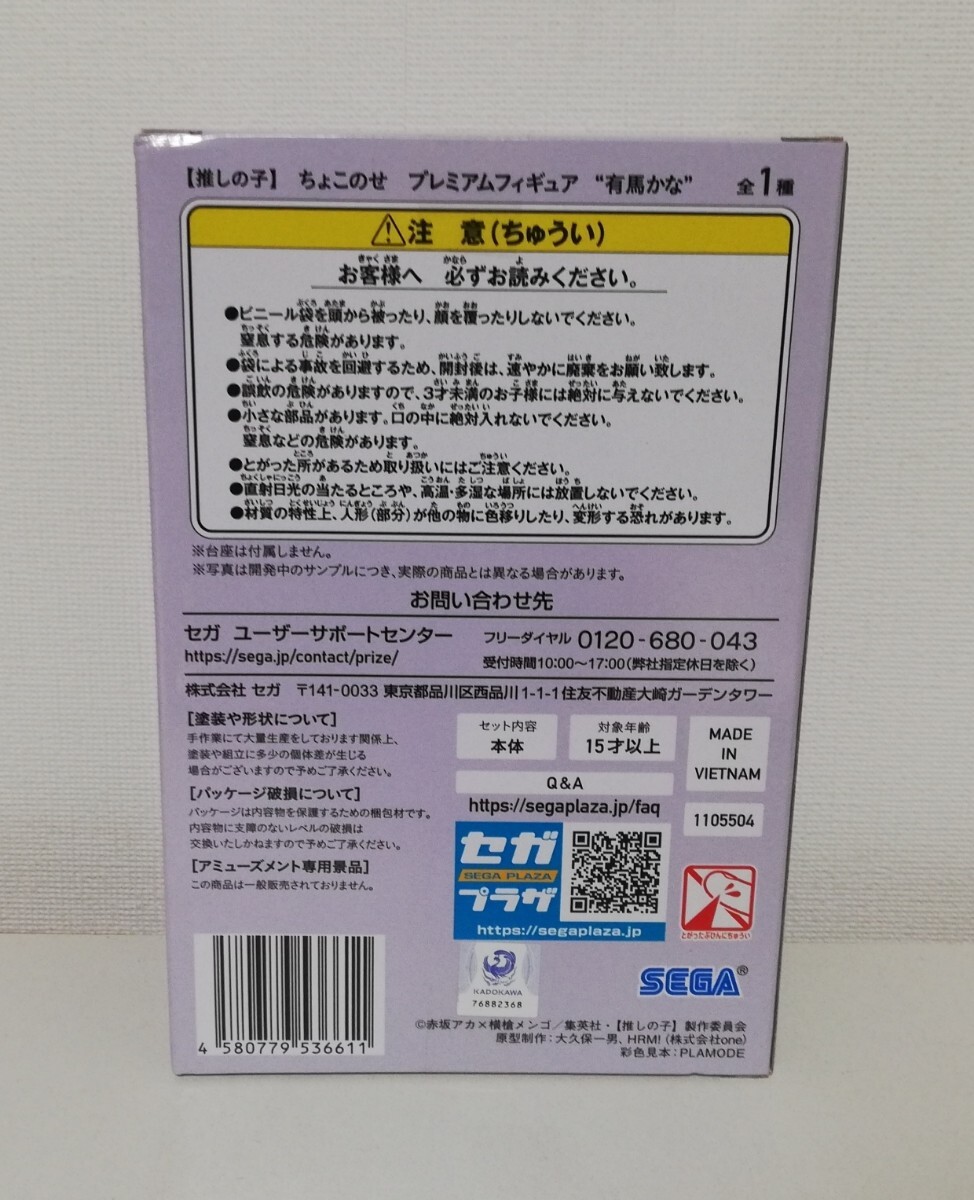 【推しの子】 ちょこのせ プレミアムフィギュア “有馬かな” 全1種
⚠注 意(ちゅうい)
お客様へ 必ずお読みください。
●ビニール袋を頭から被ったり、顔を覆ったりしないでください。
窒息する危険があります。
●袋による事故を回避するため、開封後は、速やかに廃棄をお願い致します。
●誤飲の危険がありますので、3才未満のお子様には絶対に与えないでください。
●小さな部品があります。口の中に絶対入れないでください。
窒息などの危険があります。
●とがった所があるため取り扱いにはご注意ください。
●直射日光の当たるところや、高温・多湿な場所には放置しないでください。
●材質の特性上、人形(部分)が他の物に色移りしたり、変形する恐れがあります。
※台座は付属しません。
※写真は開発中のサンプルにつき、実際の商品とは異なる場合があります。
お問い合わせ先
セガ ユーザーサポートセンター フリーダイヤル 0120-680-043
https://sega.jp/contact/prize/ 受付時間10:00〜17:00(弊社指定休日を除く)
株式会社 セガ 〒141-0033 東京都品川区西品川1-1-1住友不動産大崎ガーデンタワー
[塗装や形状について]
手作業にて大量生産をしております関係上、
塗装や組立に多少の個体差が生じる
場合がございますので予めご了承ください。
[パッケージ破損について]
パッケージは内容物を保護するための梱包材です。
内容物に支障のないレベルの破損は
交換いたしかねますので予めご了承ください。
[アミューズメント専用景品]
この商品は一般販売されておりません。
セット内容
本体
対象年齢
15才以上
MADE
IN
VIETNAM
Q&A
https://segaplaza.jp/faq
1105504
セガ
SEGA PLAZA
プラザ
https://segaplaza.jp
とがったぶひんにちゅうい
KADOKAWA
76882368
SEGA®
4 580779 536611
©赤坂アカ×横槍メンゴ/集英社・【推しの子】製作委員会
原型制作:大久保一男、HRM!(株式会社one)
彩色見本:PLAMODE